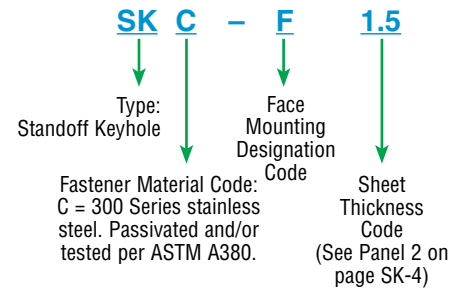 SK C – F 1.5
Type:
Standoff Keyhole
Face
Mounting
Designation
Code
Fastener Material Code:
C = 300 Series stainless
steel. Passivated and/or
tested per ASTM A380.
Sheet
Thickness
Code
(See Panel 2 on
page SK-4)